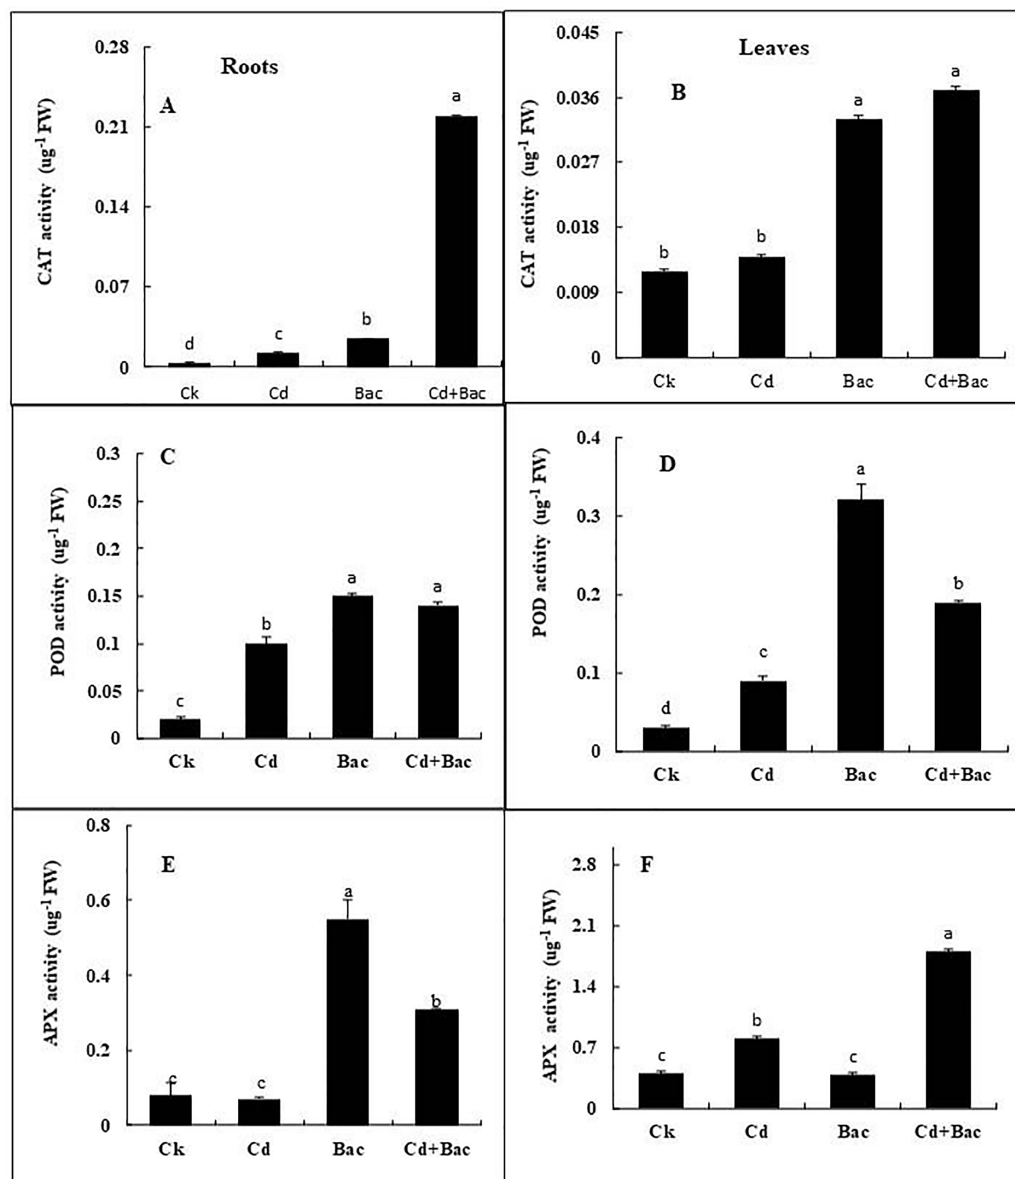 Roots
A
CAT activity (ug-1 FW)
0.28
0.21
0.14
0.07
0
d
c
b
a
Ck Cd Bac Cd+Bac
Leaves
B
CAT activity (ug-1 FW)
0.045
0.036
0.027
0.018
0.009
0
b
b
a
a
Ck Cd Bac Cd+Bac
C
POD activity (ug-1 FW)
0.3
0.25
0.2
0.15
0.1
0.05
0
c
b
a
a
Ck Cd Bac Cd+Bac
D
POD activity (ug-1 FW)
0.4
0.3
0.2
0.1
0
d
c
a
b
Ck Cd Bac Cd+Bac
E
APX activity (ug-1 FW)
0.8
0.6
0.4
0.2
0
c
c
a
b
Ck Cd Bac Cd+Bac
F
APX activity (ug-1 FW)
2.8
2.1
1.4
0.7
0
c
b
c
a
Ck Cd Bac Cd+Bac